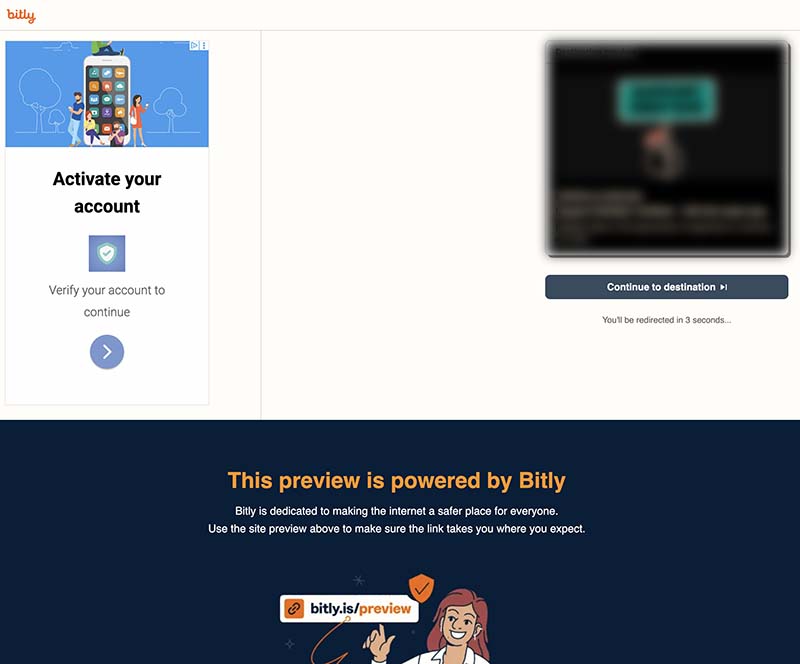 bitly
Activate your
account
Verify your account to
continue
Continue to destination
You'll be redirected in 3 seconds...
This preview is powered by Bitly
Bitly is dedicated to making the internet a safer place for everyone.
Use the site preview above to make sure the link takes you where you expect.
bitly.is/preview